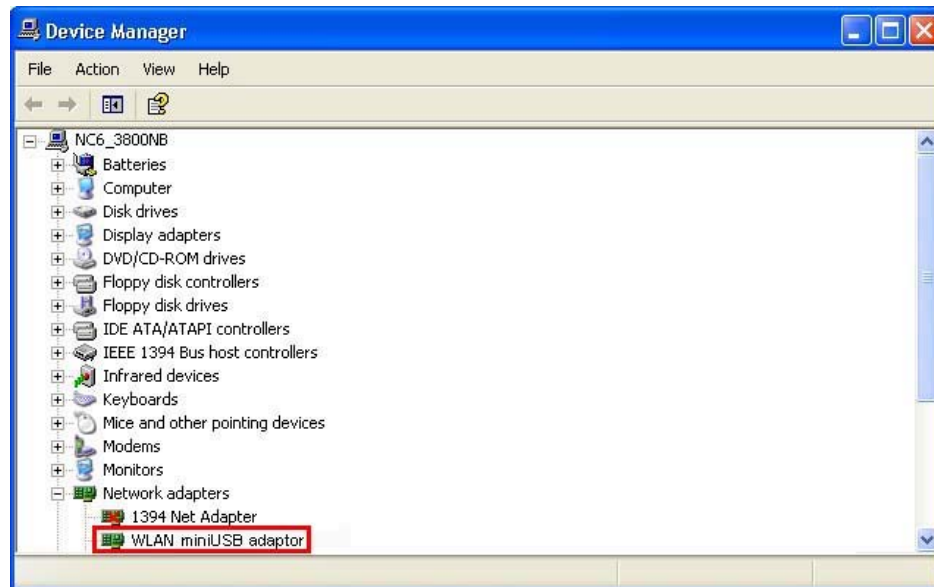 Device Manager
File Action View Help
NC6_3800NB
Batteries
Computer
Disk drives
Display adapters
DVD/CD-ROM drives
Floppy disk controllers
Floppy disk drives
IDE ATA/ATAPI controllers
IEEE 1394 Bus host controllers
Infrared devices
Keyboards
Mice and other pointing devices
Modems
Monitors
Network adapters
1394 Net Adapter
WLAN miniUSB adaptor